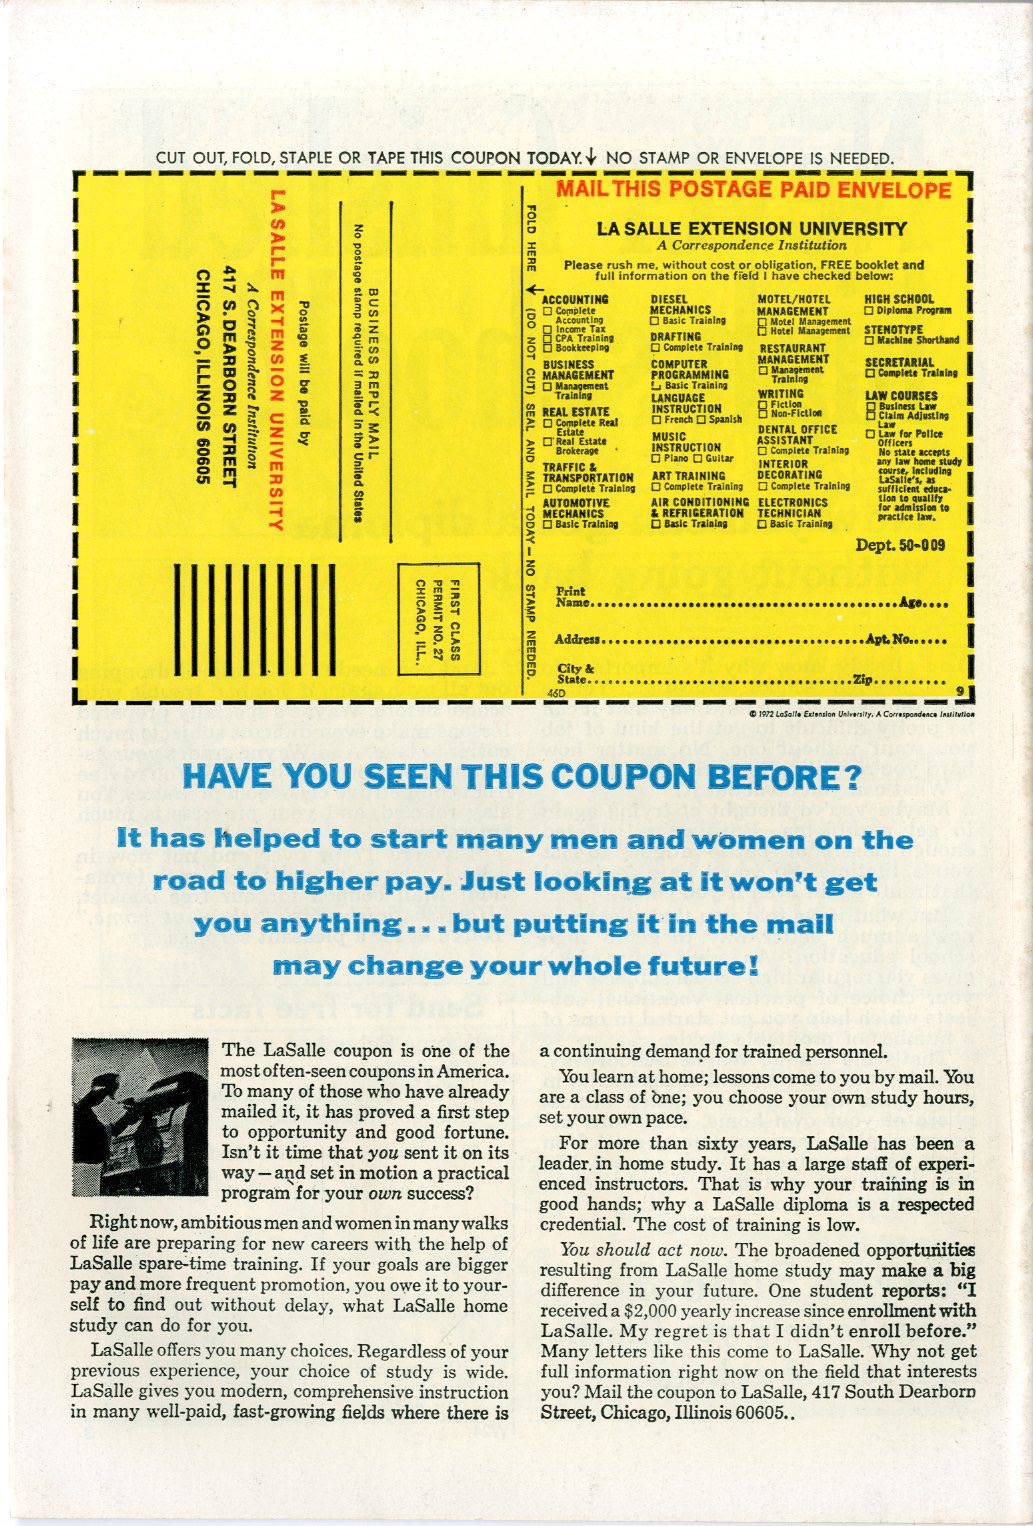 CUT OUT, FOLD, STAPLE OR TAPE THIS COUPON TODAY.↓ NO STAMP OR ENVELOPE IS NEEDED.
FIRST CLASS
PERMIT NO. 27
CHICAGO, ILL.
BUSINESS REPLY MAIL
No postage stamp required if mailed in the United States
Postage will be paid by
LA SALLE EXTENSION UNIVERSITY
A Correspondence Institution
417 S. DEARBORN STREET
CHICAGO, ILLINOIS 60605
FOLD HERE ↓ (DO NOT CUT) SEAL AND MAIL TODAY — NO STAMP NEEDED.
MAIL THIS POSTAGE PAID ENVELOPE
LA SALLE EXTENSION UNIVERSITY
A Correspondence Institution
Please rush me, without cost or obligation, FREE booklet and
full information on the field I have checked below:
ACCOUNTING
☐ Complete
Accounting
☐ Income Tax
☐ CPA Training
☐ Bookkeeping
BUSINESS
MANAGEMENT
☐ Management
Training
REAL ESTATE
☐ Complete Real
Estate
☐ Real Estate
Brokerage
TRAFFIC &
TRANSPORTATION
☐ Complete Training
AUTOMOTIVE
MECHANICS
☐ Basic Training
DIESEL
MECHANICS
☐ Basic Training
DRAFTING
☐ Complete Training
COMPUTER
PROGRAMMING
☐ Basic Training
LANGUAGE
INSTRUCTION
☐ French ☐ Spanish
MUSIC
INSTRUCTION
☐ Piano ☐ Guitar
ART TRAINING
☐ Complete Training
AIR CONDITIONING
& REFRIGERATION
☐ Basic Training
MOTEL/HOTEL
MANAGEMENT
☐ Motel Management
☐ Hotel Management
RESTAURANT
MANAGEMENT
☐ Management
Training
WRITING
☐ Fiction
☐ Non-Fiction
DENTAL OFFICE
ASSISTANT
☐ Complete Training
INTERIOR
DECORATING
☐ Complete Training
ELECTRONICS
TECHNICIAN
☐ Basic Training
HIGH SCHOOL
☐ Diploma Program
STENOTYPE
☐ Machine Shorthand
SECRETARIAL
☐ Complete Training
LAW COURSES
☐ Business Law
☐ Claim Adjusting
Law
☐ Law for Police
Officers
No state accepts
any law home study
course, including
LaSalle's, as
sufficient educa-
tion to qualify
for admission to
practice law.
Dept. 50-009
Print
Name........Age....
Address........Apt. No......
City &
State........Zip..........
46D
9
© 1972 LaSalle Extension University. A Correspondence Institution
HAVE YOU SEEN THIS COUPON BEFORE?
It has helped to start many men and women on the
road to higher pay. Just looking at it won't get
you anything...but putting it in the mail
may change your whole future!
The LaSalle coupon is one of the
most often-seen coupons in America.
To many of those who have already
mailed it, it has proved a first step
to opportunity and good fortune.
Isn't it time that you sent it on its
way — and set in motion a practical
program for your own success?
Right now, ambitious men and women in many walks
of life are preparing for new careers with the help of
LaSalle spare-time training. If your goals are bigger
pay and more frequent promotion, you owe it to your-
self to find out without delay, what LaSalle home
study can do for you.
LaSalle offers you many choices. Regardless of your
previous experience, your choice of study is wide.
LaSalle gives you modern, comprehensive instruction
in many well-paid, fast-growing fields where there is
a continuing demand for trained personnel.
You learn at home; lessons come to you by mail. You
are a class of one; you choose your own study hours,
set your own pace.
For more than sixty years, LaSalle has been a
leader in home study. It has a large staff of experi-
enced instructors. That is why your training is in
good hands; why a LaSalle diploma is a respected
credential. The cost of training is low.
You should act now. The broadened opportunities
resulting from LaSalle home study may make a big
difference in your future. One student reports: "I
received a $2,000 yearly increase since enrollment with
LaSalle. My regret is that I didn't enroll before."
Many letters like this come to LaSalle. Why not get
full information right now on the field that interests
you? Mail the coupon to LaSalle, 417 South Dearborn
Street, Chicago, Illinois 60605..